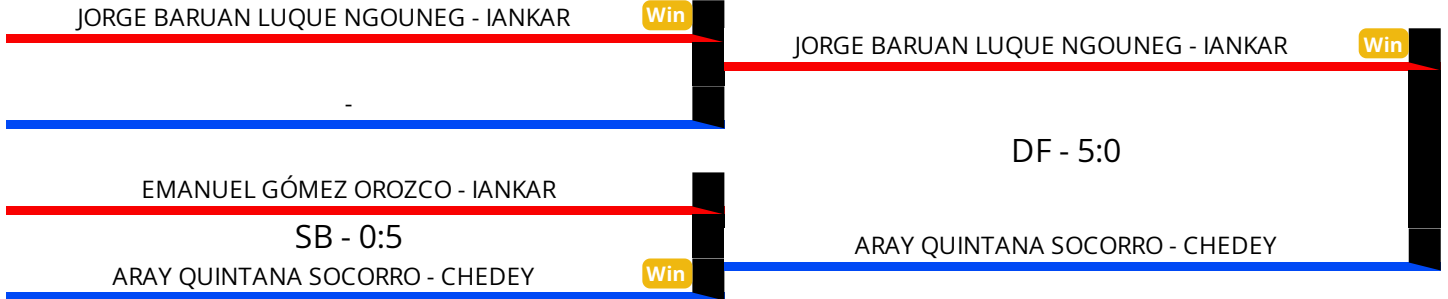 JORGE BARUAN LUQUE NGOUNEG - IANKAR Win
-
EMANUEL GÓMEZ OROZCO - IANKAR
SB - 0:5
ARAY QUINTANA SOCORRO - CHEDEY Win
JORGE BARUAN LUQUE NGOUNEG - IANKAR Win
DF - 5:0
ARAY QUINTANA SOCORRO - CHEDEY